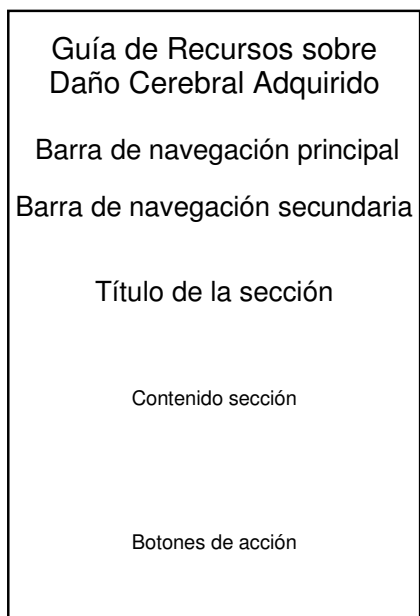 Guía de Recursos sobre
Daño Cerebral Adquirido
Barra de navegación principal
Barra de navegación secundaria
Título de la sección
Contenido sección
Botones de acción